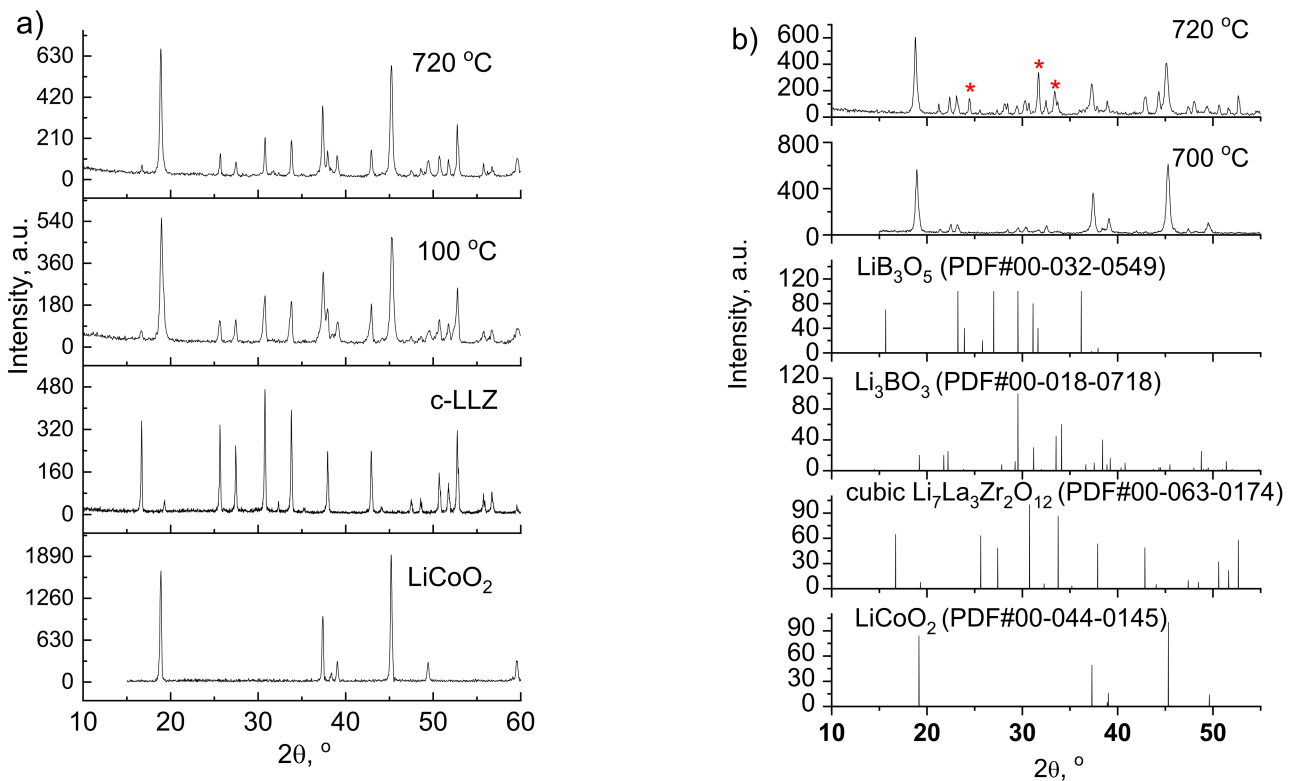 a)
Intensity, a.u.
720 °C
630
420
210
0
100 °C
540
360
180
0
c-LLZ
480
320
160
0
LiCoO₂
1890
1260
630
0
10 20 30 40 50 60
2θ, °
b)
Intensity, a.u.
720 °C
600
400
200
0
* * *
700 °C
800
400
0
LiB₃O₅ (PDF#00-032-0549)
120
80
40
0
Li₃BO₃ (PDF#00-018-0718)
120
80
40
0
cubic Li₇La₃Zr₂O₁₂ (PDF#00-063-0174)
90
60
30
0
LiCoO₂ (PDF#00-044-0145)
90
60
30
0
10 20 30 40 50
2θ, °